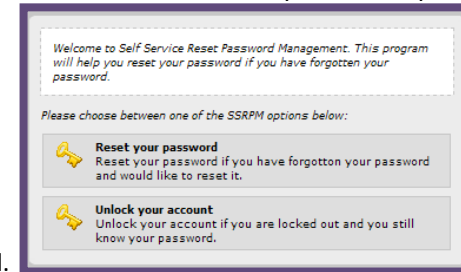 Welcome to Self Service Reset Password Management. This program
will help you reset your password if you have forgotten your
password.
Please choose between one of the SSRPM options below:
Reset your password
Reset your password if you have forgotton your password
and would like to reset it.
Unlock your account
Unlock your account if you are locked out and you still
know your password.